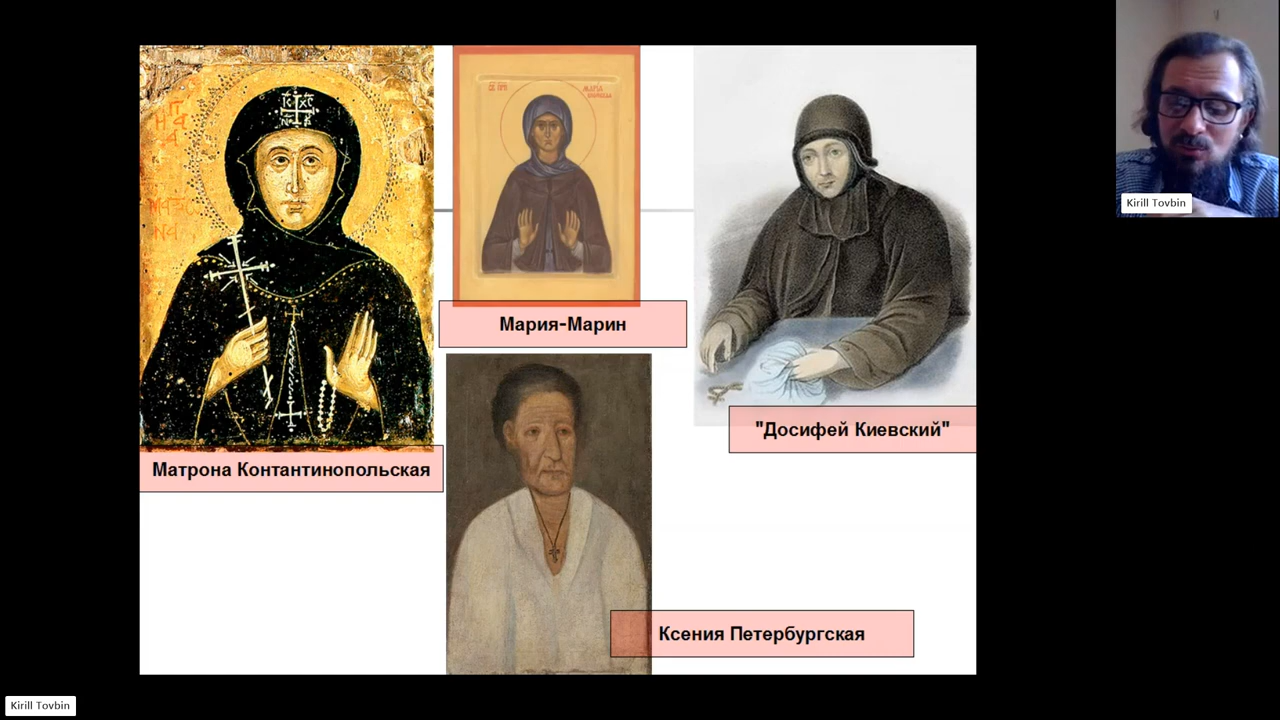 Мария-Марин
"Досифей Киевский"
Матрона Контантинопольская
Ксения Петербургская
Kirill Tovbin
Kirill Tovbin